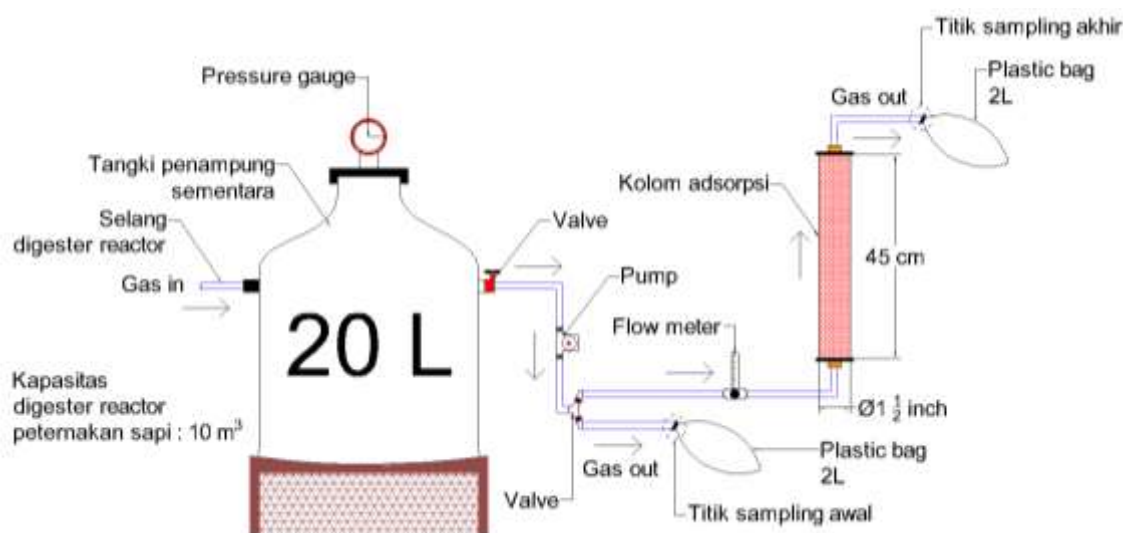 Titik sampling akhir
Plastic bag
2L
Gas out
Pressure gauge
Tangki penampung
sementara
Kolom adsorpsi
Selang
digester reactor
Valve
45 cm
Gas in
Pump
20 L
Flow meter
Kapasitas
digester reactor
peternakan sapi : 10 m³
Ø1 ½ inch
Gas out
Plastic bag
2L
Valve
Titik sampling awal